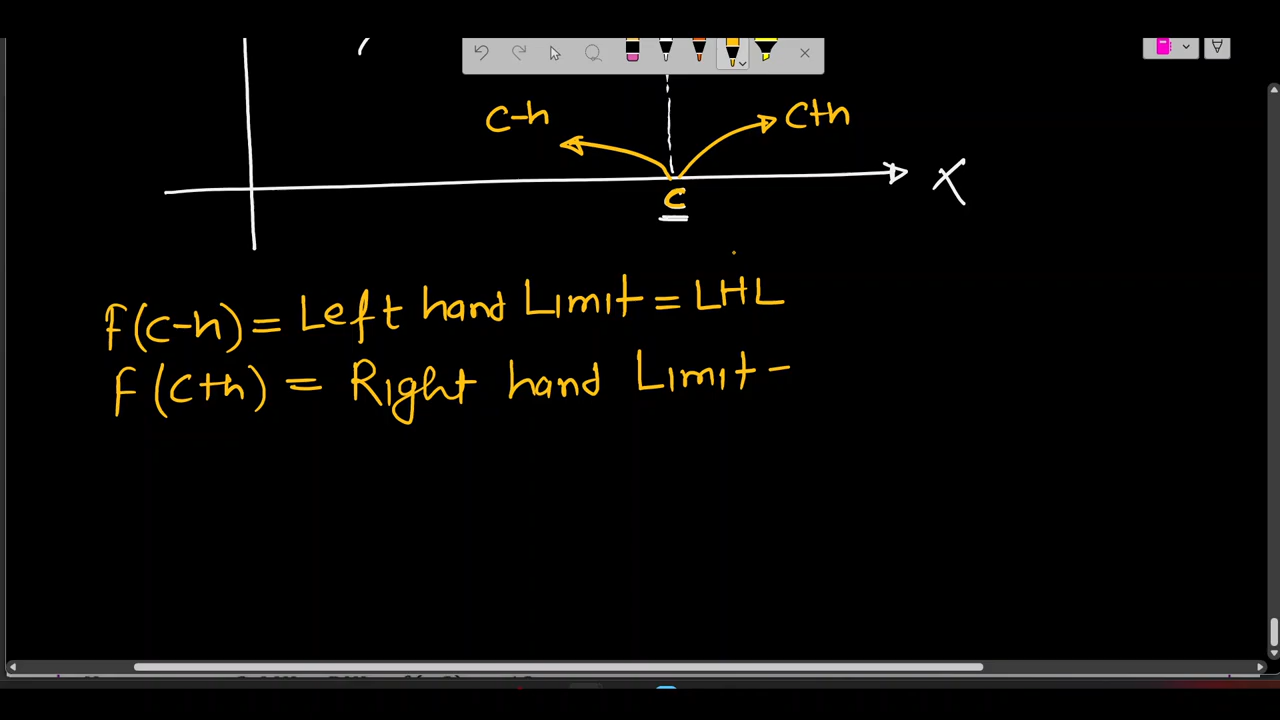 C-h C+h
X
C
f(C-h) = Left hand Limit = LHL
F(C+h) = Right hand Limit -